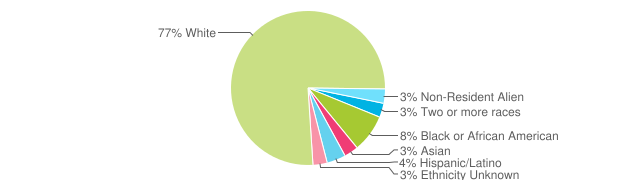 77% White
3% Non-Resident Alien
3% Two or more races
8% Black or African American
3% Asian
4% Hispanic/Latino
3% Ethnicity Unknown